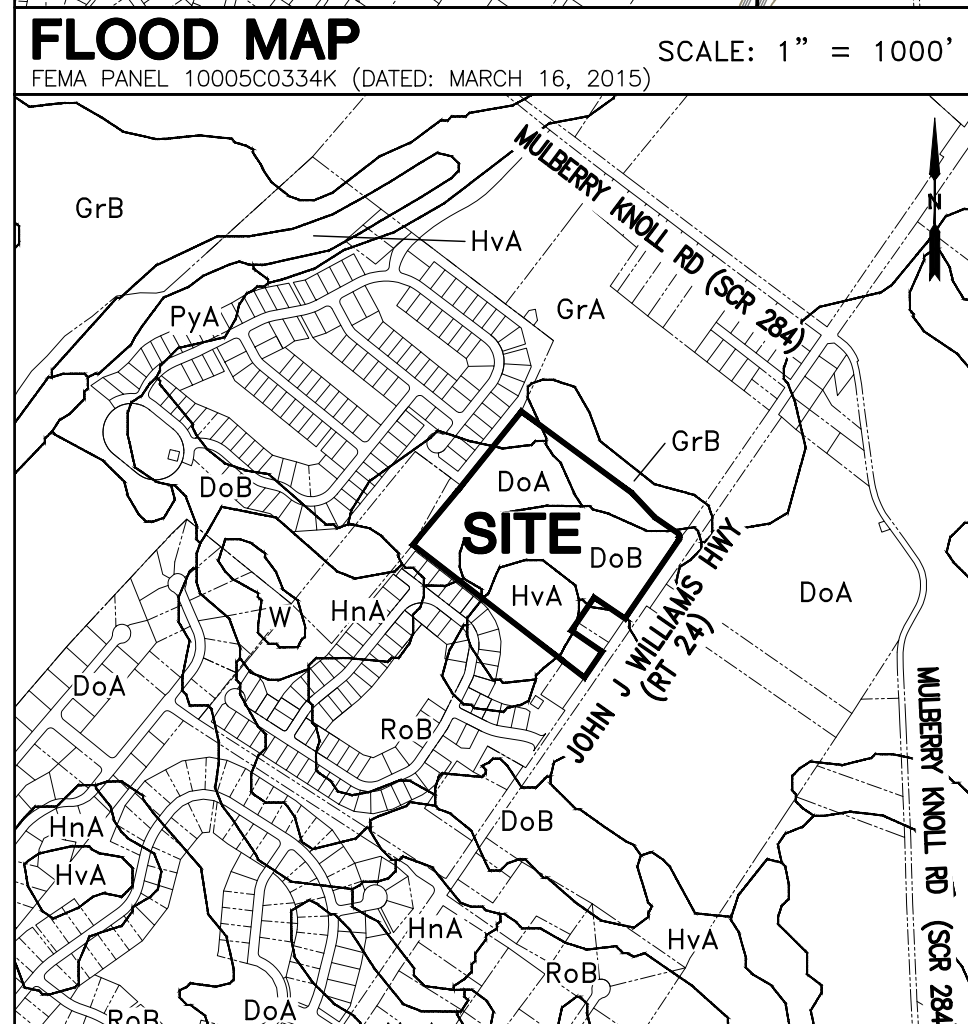 FLOOD MAP
SCALE: 1” = 1000’
FEMA PANEL 10005C0334K (DATED: MARCH 16, 2015)
MULBERRY KNOLL RD (SCR 284)
GrB
N
HvA
GrA
PyA
GrB
DoA
DoB
SITE
DoB
DoA
HvA
HnA
W
JOHN J WILLIAMS HWY
(RT 24)
DoA
MULBERRY KNOLL RD (SCR 284
RoB
DoB
HnA
HvA
HnA
HvA
RoB
DoA
RoB